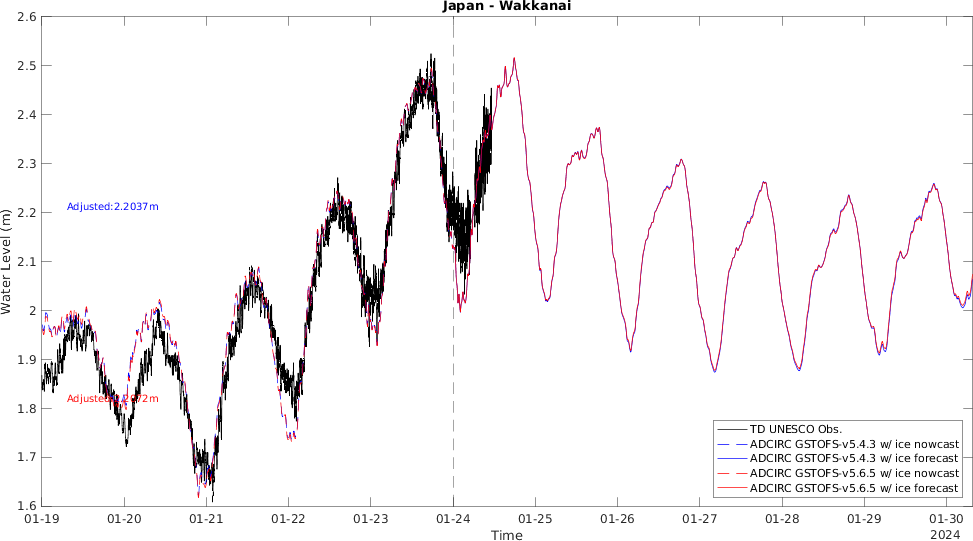 Japan - Wakkanai
2.6
2.5
2.4
2.3
2.2
2.1
2
1.9
1.8
1.7
1.6
Water Level (m)
Adjusted:2.2037m
TD UNESCO Obs.
ADCIRC GSTOFS-v5.4.3 w/ ice nowcast
ADCIRC GSTOFS-v5.4.3 w/ ice forecast
ADCIRC GSTOFS-v5.6.5 w/ ice nowcast
ADCIRC GSTOFS-v5.6.5 w/ ice forecast
01-19
01-20
01-21
01-22
01-23
01-24
01-25
01-26
01-27
01-28
01-29
01-30
Time
2024